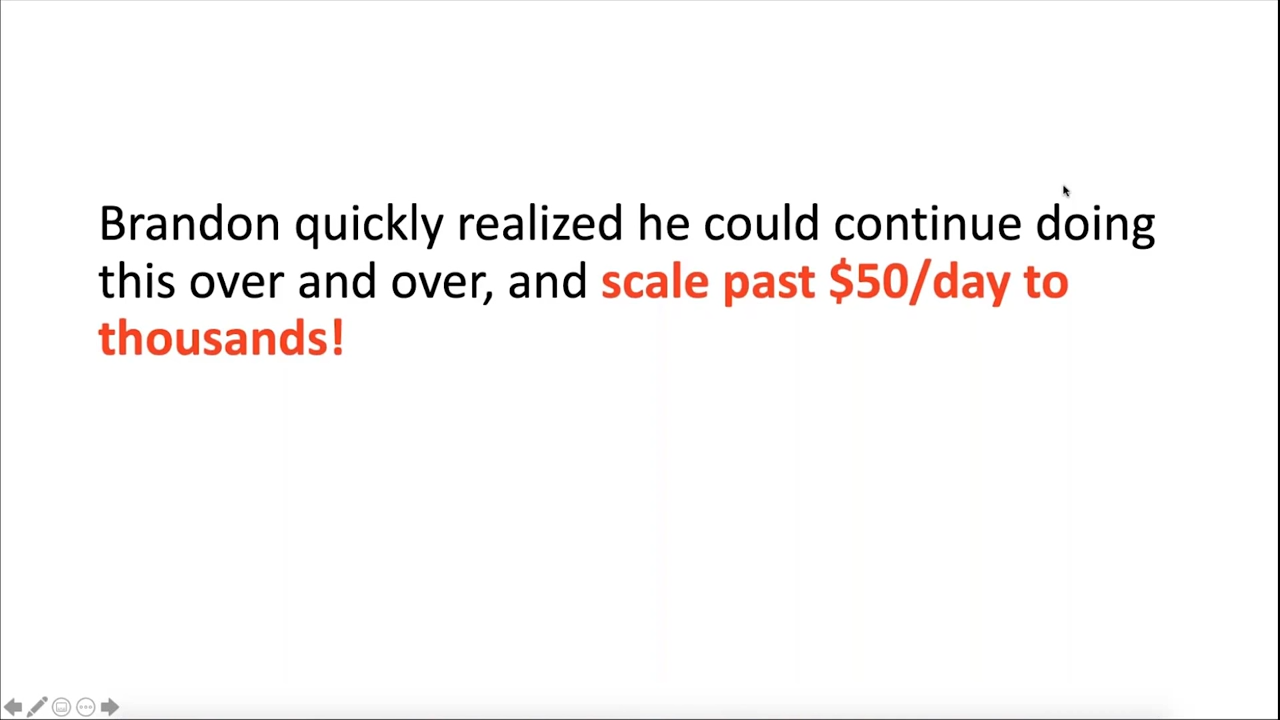 Brandon quickly realized he could continue doing
this over and over, and scale past $50/day to
thousands!